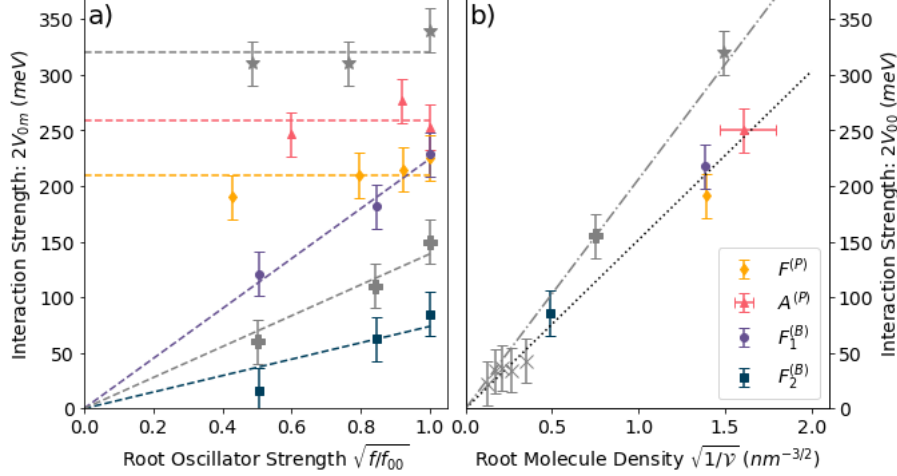 a)
b)
350
300
250
200
150
100
50
0
Interaction Strength: 2V₀ₘ (meV)
0.0 0.2 0.4 0.6 0.8 1.0
Root Oscillator Strength √f/f₀₀
0.0 0.5 1.0 1.5 2.0
Root Molecule Density √1/𝒱 (nm⁻³ᐟ²)
350
300
250
200
150
100
50
0
Interaction Strength: 2V₀₀ (meV)
F⁽ᴾ⁾
A⁽ᴾ⁾
F₁⁽ᴮ⁾
F₂⁽ᴮ⁾